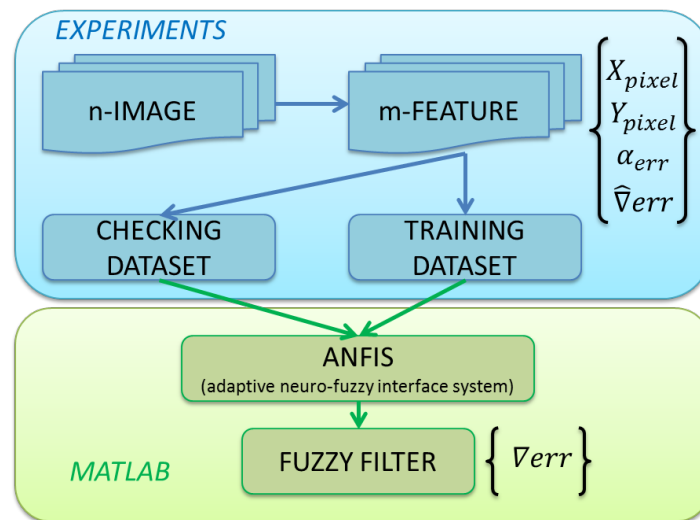 EXPERIMENTS
n-IMAGE
m-FEATURE
X_pixel
Y_pixel
α_err
∇̂err
CHECKING
DATASET
TRAINING
DATASET
ANFIS
(adaptive neuro-fuzzy interface system)
FUZZY FILTER
{ ∇err }
MATLAB